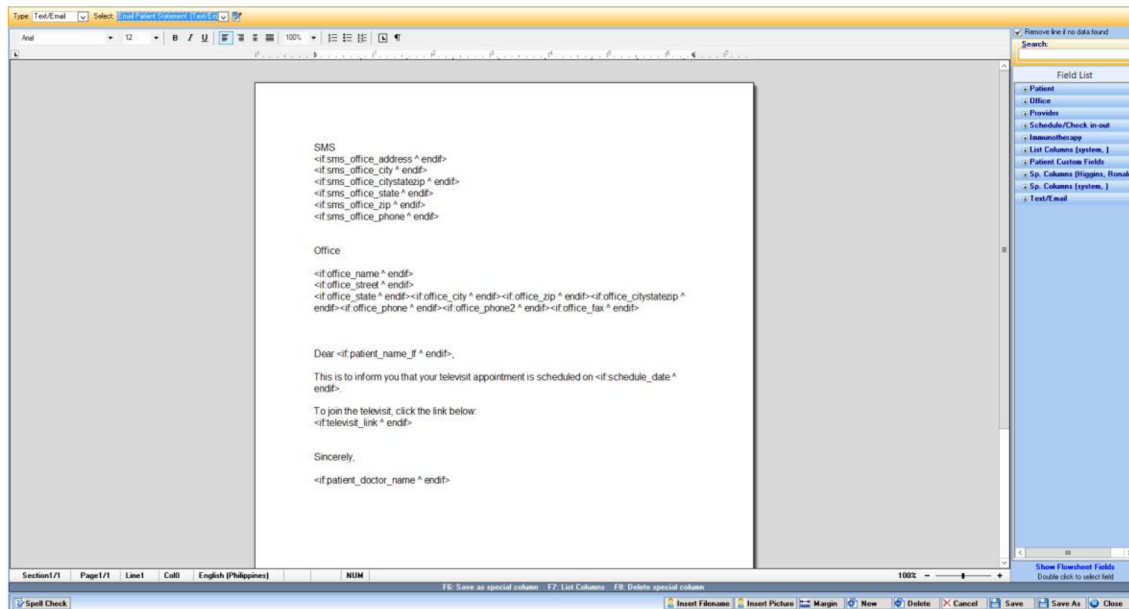 Type: Text/Email Select: Email Patient Statement (Text/Em
Arial 12 B I U 100%
Remove line if no data found
Search:
Field List
Patient
Office
Provider
Schedule/Check in-out
Immunotherapy
List Columns (system, )
Patient Custom Fields
Sp. Columns (Higgins, Ronal
Sp. Columns (system, )
Text/Email
SMS
<if:sms_office_address ^ endif>
<if:sms_office_city ^ endif>
<if:sms_office_citystatezip ^ endif>
<if:sms_office_state ^ endif>
<if:sms_office_zip ^ endif>
<if:sms_office_phone ^ endif>
Office
<if:office_name ^ endif>
<if:office_street ^ endif>
<if:office_state ^ endif><if:office_city ^ endif><if:office_zip ^ endif><if:office_citystatezip ^
endif><if:office_phone ^ endif><if:office_phone2 ^ endif><if:office_fax ^ endif>
Dear <if:patient_name_lf ^ endif>,
This is to inform you that your televisit appointment is scheduled on <if:schedule_date ^
endif>.
To join the televisit, click the link below:
<if:televisit_link ^ endif>
Sincerely,
<if:patient_doctor_name ^ endif>
Show Flowsheet Fields
Double click to select field
Section1/1 Page1/1 Line1 Col0 English (Philippines) NUM 100% - +
F6: Save as special column F7: List Columns F8: Delete special column
Spell Check Insert Filename Insert Picture Margin New Delete Cancel Save Save As Close